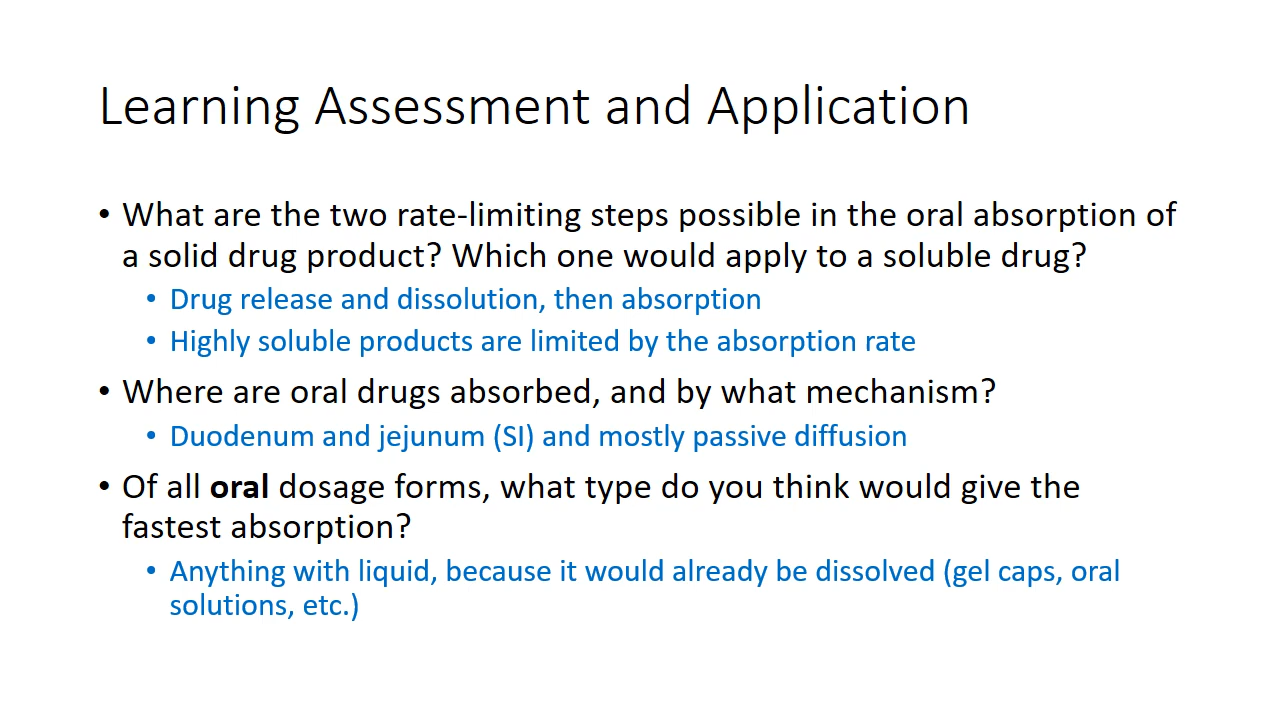 Learning Assessment and Application
• What are the two rate-limiting steps possible in the oral absorption of
a solid drug product? Which one would apply to a soluble drug?
• Drug release and dissolution, then absorption
• Highly soluble products are limited by the absorption rate
• Where are oral drugs absorbed, and by what mechanism?
• Duodenum and jejunum (SI) and mostly passive diffusion
• Of all oral dosage forms, what type do you think would give the
fastest absorption?
• Anything with liquid, because it would already be dissolved (gel caps, oral
solutions, etc.)